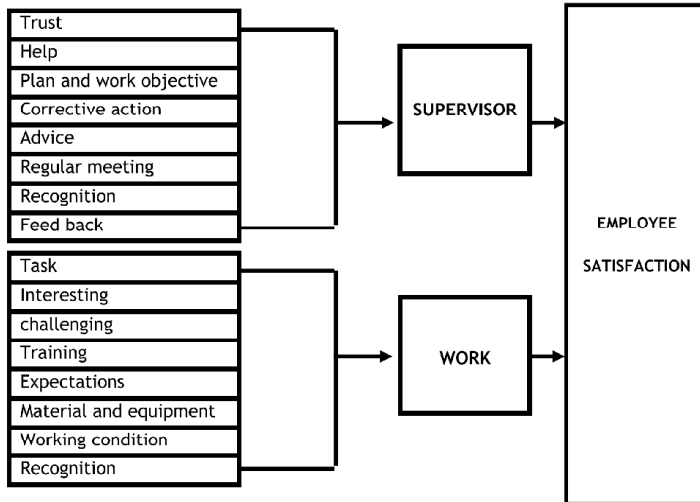 Trust
Help
Plan and work objective
Corrective action
Advice
Regular meeting
Recognition
Feed back
SUPERVISOR
Task
Interesting
challenging
Training
Expectations
Material and equipment
Working condition
Recognition
WORK
EMPLOYEE
SATISFACTION